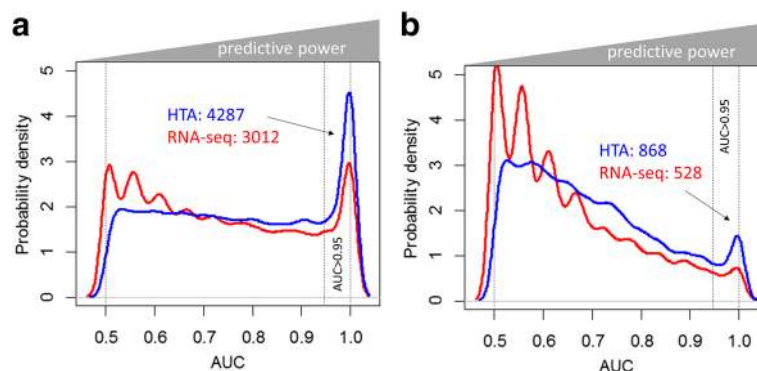 a
predictive power
Probability density
5
4
3
2
1
0
HTA: 4287
RNA-seq: 3012
AUC>0.95
0.5 0.6 0.7 0.8 0.9 1.0
AUC
b
predictive power
Probability density
5
4
3
2
1
0
AUC>0.95
HTA: 868
RNA-seq: 528
0.5 0.6 0.7 0.8 0.9 1.0
AUC